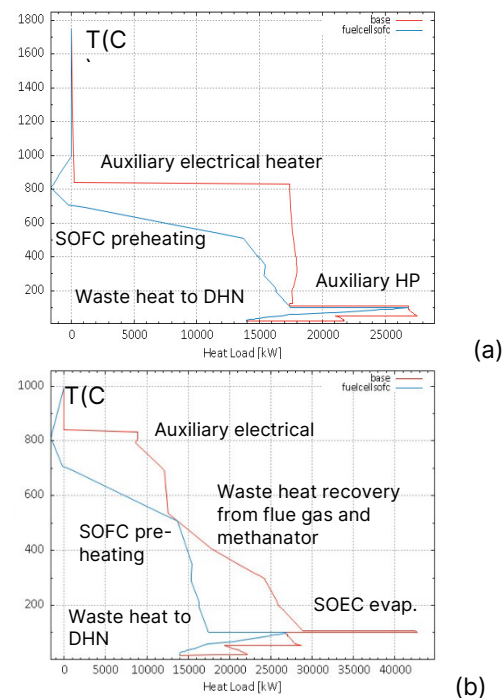 T(C
`
base
fuelcellsofc
1800
1600
1400
1200
1000
800
600
400
200
Auxiliary electrical heater
SOFC preheating
Auxiliary HP
Waste heat to DHN
0 5000 10000 15000 20000 25000
Heat Load [kW]
(a)
T(C
base
fuelcellsofc
1000
800
600
400
200
Auxiliary electrical
Waste heat recovery
from flue gas and
methanator
SOFC pre-
heating
SOEC evap.
Waste heat to
DHN
0 5000 10000 15000 20000 25000 30000 35000 40000
Heat Load [kW]
(b)